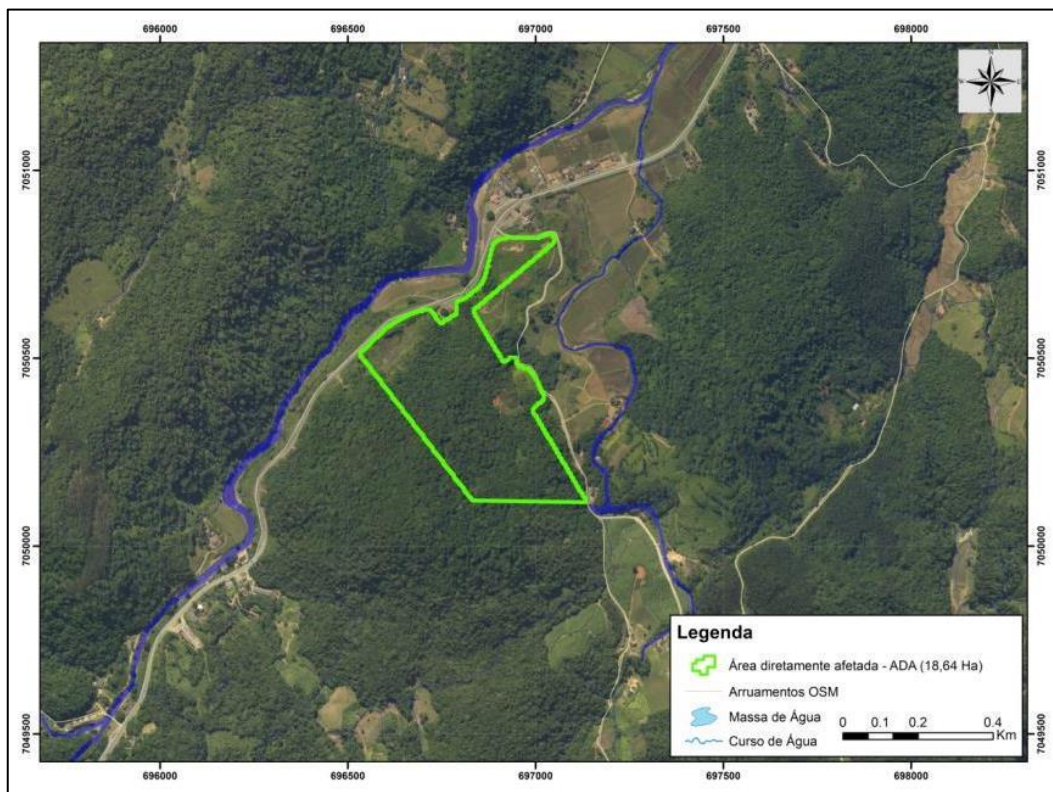 696000 696500 697000 697500 698000
N
7051000 7051000
7050500 7050500
7050000 7050000
7049500 7049500
Legenda
Área diretamente afetada - ADA (18,64 Ha)
Arruamentos OSM
Massa de Água
Curso de Água
0 0.1 0.2 0.4
Km
696000 696500 697000 697500 698000